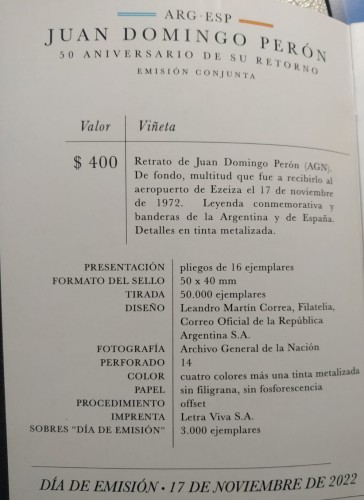 ARG · ESP
JUAN DOMINGO PERÓN
50 ANIVERSARIO DE SU RETORNO
EMISIÓN CONJUNTA
Valor Viñeta
$ 400 Retrato de Juan Domingo Perón (AGN).
De fondo, multitud que fue a recibirlo al
aeropuerto de Ezeiza el 17 de noviembre
de 1972. Leyenda conmemorativa y
banderas de la Argentina y de España.
Detalles en tinta metalizada.
PRESENTACIÓN pliegos de 16 ejemplares
FORMATO DEL SELLO 50 x 40 mm
TIRADA 50.000 ejemplares
DISEÑO Leandro Martín Correa, Filatelia,
Correo Oficial de la República
Argentina S.A.
FOTOGRAFÍA Archivo General de la Nación
PERFORADO 14
COLOR cuatro colores más una tinta metalizada
PAPEL sin filigrana, sin fosforescencia
PROCEDIMIENTO offset
IMPRENTA Letra Viva S.A.
SOBRES "DÍA DE EMISIÓN" 3.000 ejemplares
DÍA DE EMISIÓN · 17 DE NOVIEMBRE DE 2022